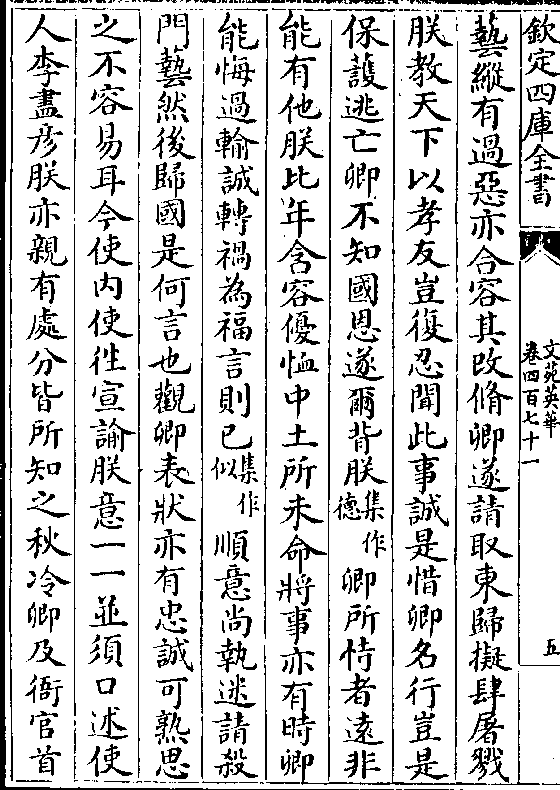 欽定四庫全書
文苑英華
卷四百七十一
五
藝縱有過惡亦合容其改脩卿遂請取東歸擬肆屠戮
朕教天下以孝友豈復忍聞此事誠是惜卿名行豈是
保護逃亡卿不知國恩遂爾背朕集作德卿所恃者遠非
能有他朕比年含容優恤中土所未命將事亦有時卿
能悔過輸誠轉禍為福言則已集作似順意尚執迷請殺
門藝然後歸國是何言也觀卿表狀亦有忠誠可熟思
之不容易耳今使内使徃宣諭朕意一一並須口述使
人李盡彦朕亦親有處分皆所知之秋冷卿及衙官首